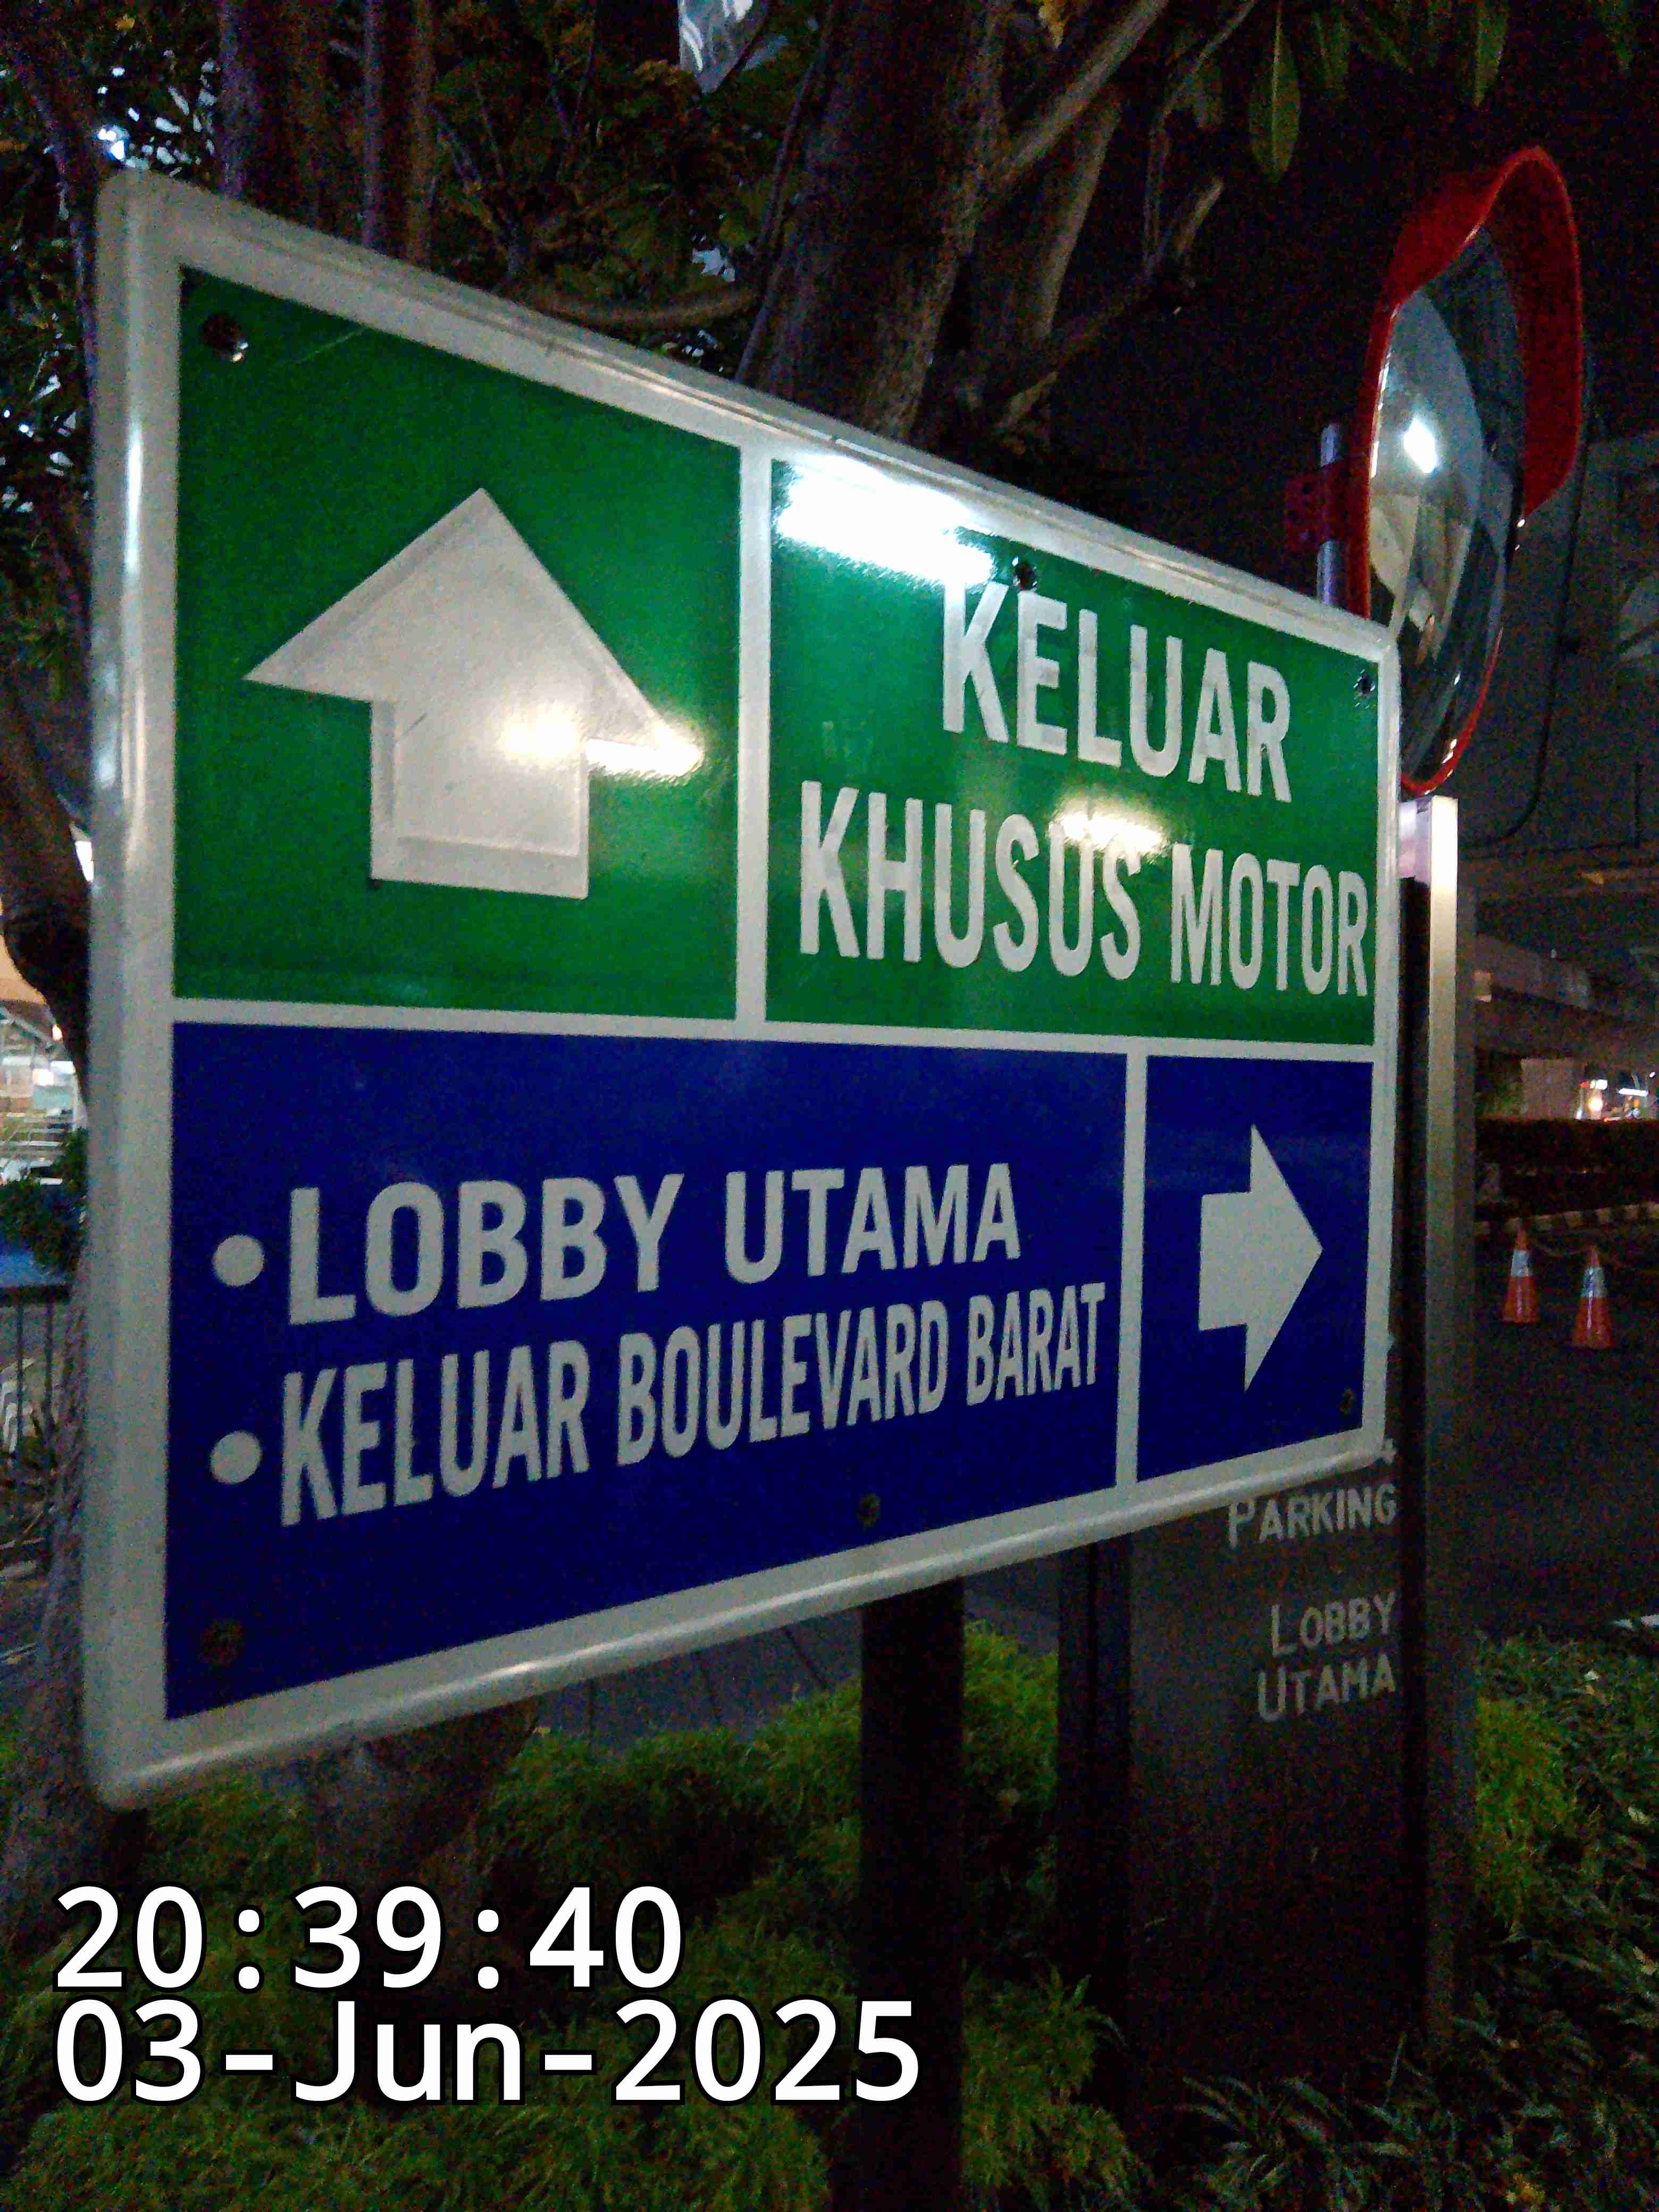 KELUAR
KHUSUS MOTOR
•LOBBY UTAMA
•KELUAR BOULEVARD BARAT
PARKING
LOBBY
UTAMA
20:39:40
03-Jun-2025